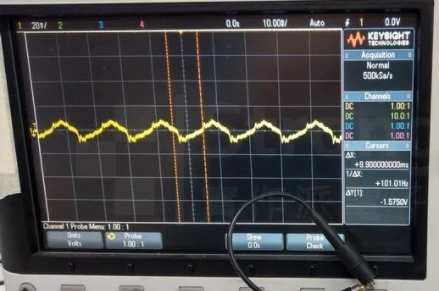 1 20V/ 2 3 4 0.0s 10.00s/ Auto 1 0.0V
KEYSIGHT
TECHNOLOGIES
Acquisition
Normal
500kSa/s
Channels
DC 1.00:1
DC 10.0:1
DC 1.00:1
DC 1.00:1
Cursors
ΔX:
+9.900000000ms
1/ΔX:
+101.01Hz
ΔY(1):
-1.5750V
Channel 1 Probe Menu: 1.00 : 1
Units
Volts
Probe
1.00 : 1
Skew
0.0s
Probe
Check